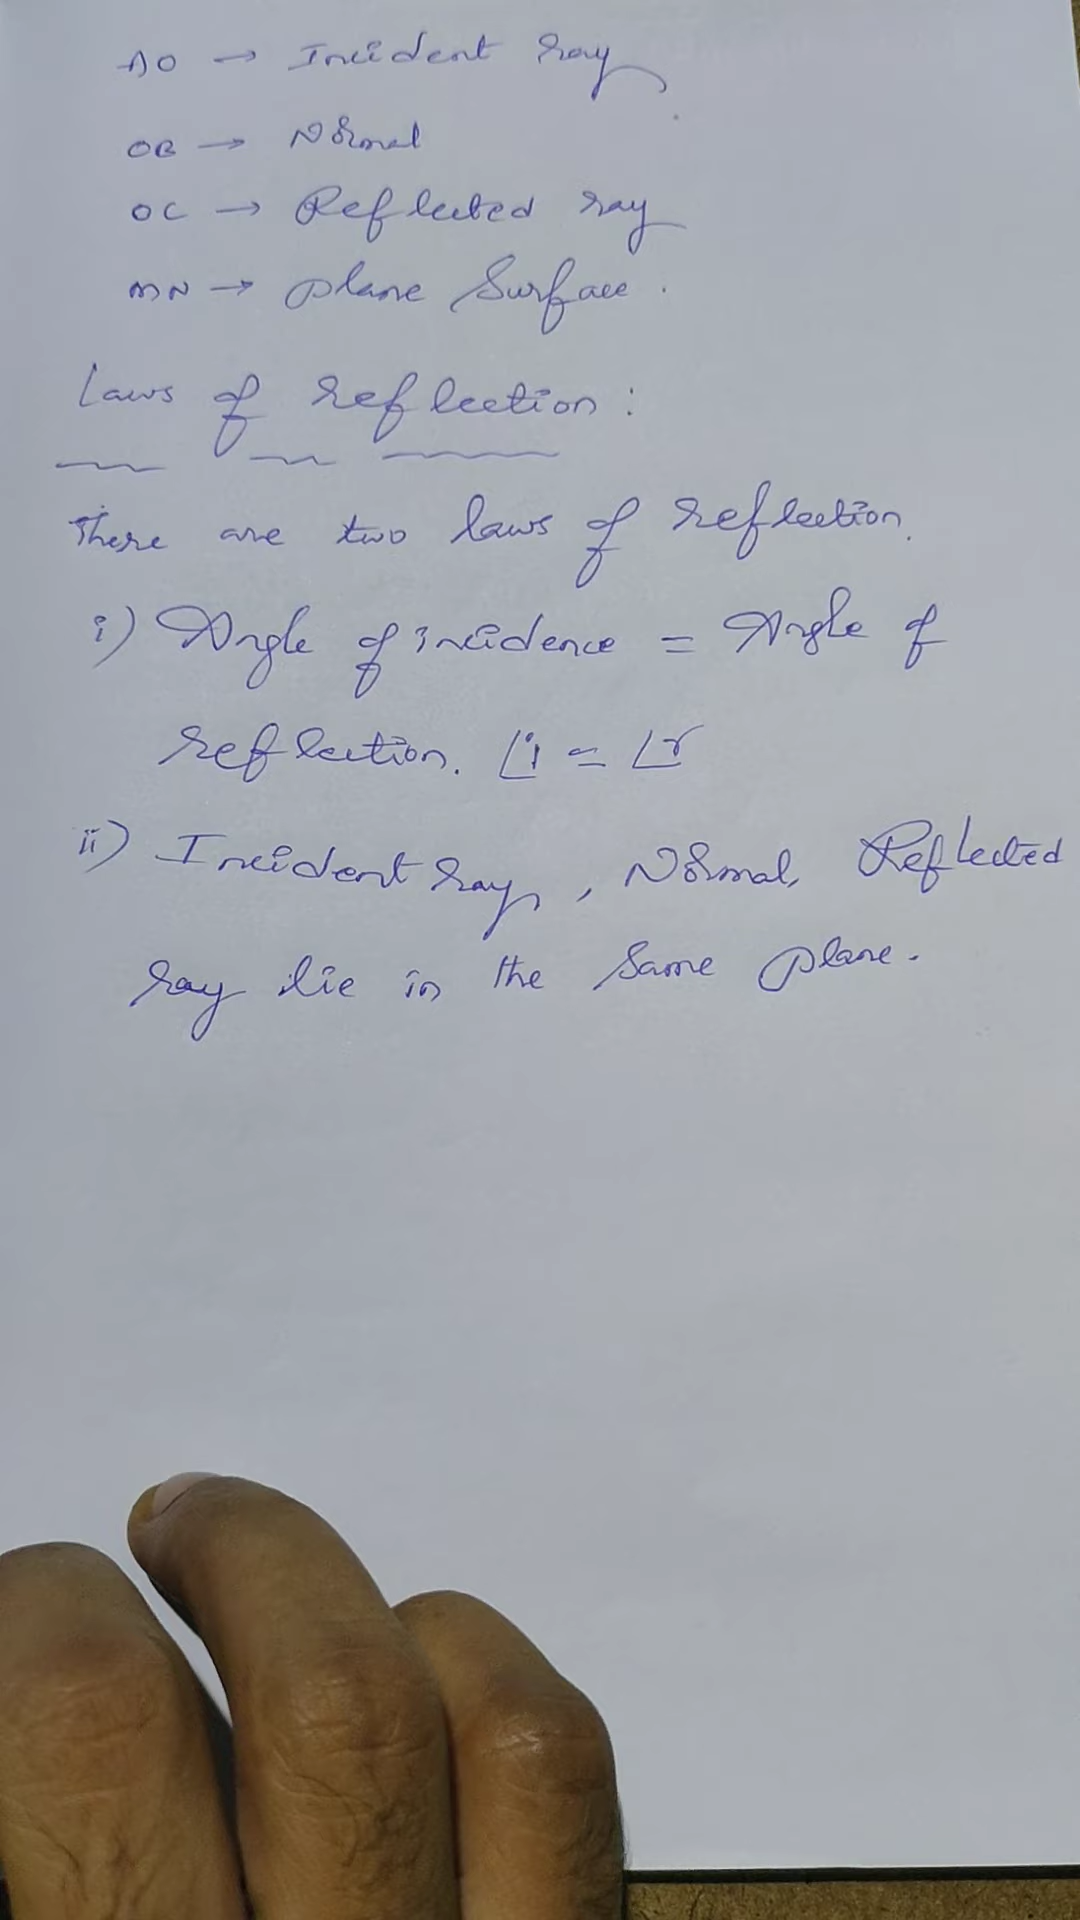 AO → Incident ray
OB → Normal
OC → Reflected ray
MN → plane Surface.
Laws of reflection:
There are two laws of reflection.
i) Angle of incidence = Angle of
reflection. ∠i = ∠r
ii) Incident ray, Normal, Reflected
ray lie in the same plane.